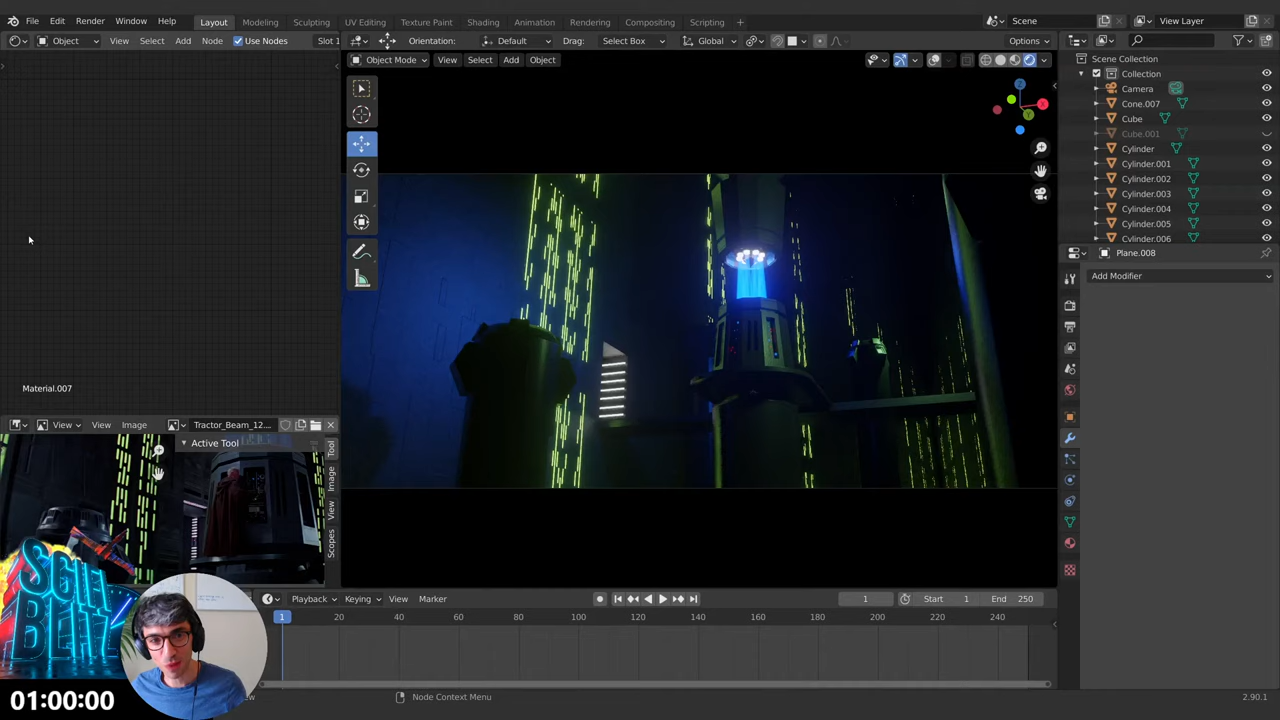 File Edit Render Window Help Layout Modeling Sculpting UV Editing Texture Paint Shading Animation Rendering Compositing Scripting Scene View Layer
Object View Select Add Node Use Nodes Slot 1 Orientation: Default Drag: Select Box Global Options
Object Mode View Select Add Object
Scene Collection
Collection
Camera
Cone.007
Cube
Cube.001
Cylinder
Cylinder.001
Cylinder.002
Cylinder.003
Cylinder.004
Cylinder.005
Cylinder.006
Plane.008
Add Modifier
Material.007
View View Image Tractor_Beam_12...
Active Tool
Tool
Image
View
Scopes
SCIFI
BLITZ
Playback Keying View Marker 1 Start 1 End 250
1 20 40 60 80 100 120 140 160 180 200 220 240
01:00:00
Node Context Menu
2.90.1